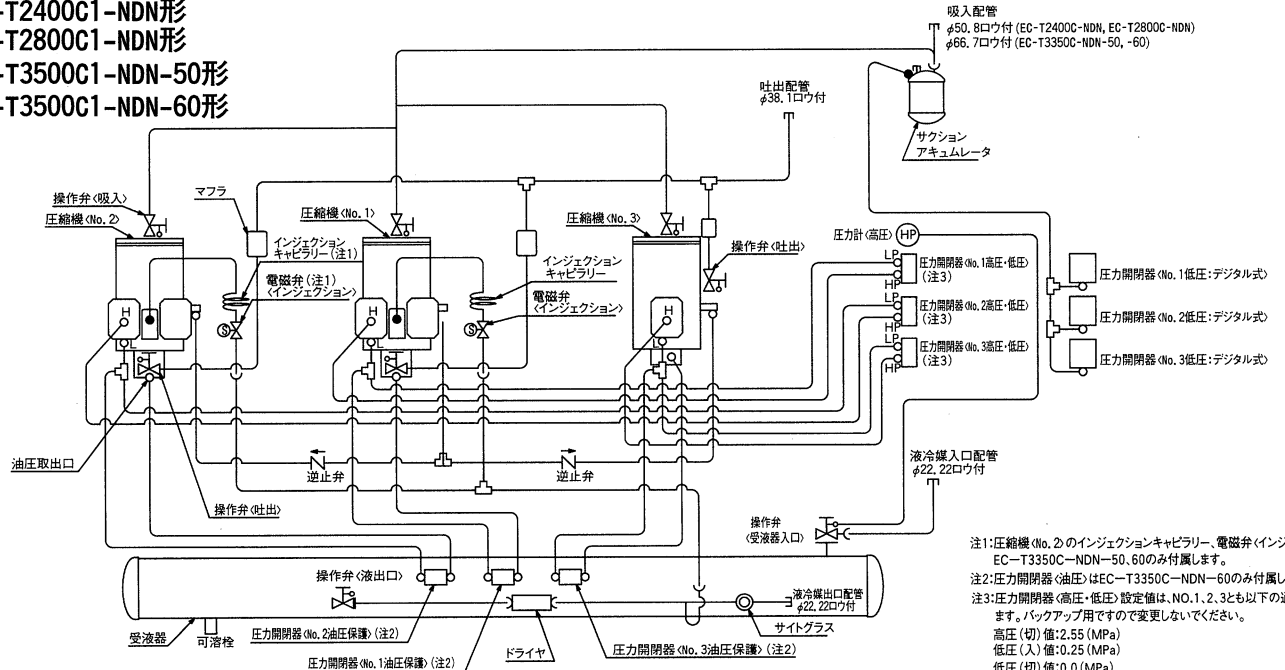 -T2400C1-NDN形
-T2800C1-NDN形
-T3500C1-NDN-50形
-T3500C1-NDN-60形
吸入配管
φ50.8ロウ付(EC-T2400C-NDN, EC-T2800C-NDN)
φ66.7ロウ付(EC-T3350C-NDN-50, -60)
吐出配管
φ38.1ロウ付
サクション
アキュムレータ
操作弁〈吸入〉
圧縮機〈No.2〉
マフラ
圧縮機〈No.1〉
インジェクション
キャピラリー(注1)
電磁弁(注1)
〈インジェクション〉
インジェクション
キャピラリー
電磁弁
〈インジェクション〉
圧縮機〈No.3〉
操作弁〈吐出〉
圧力計〈高圧〉
HP
LP
圧力開閉器〈No.1高圧・低圧〉
(注3)
HP
LP
圧力開閉器〈No.2高圧・低圧〉
(注3)
HP
LP
圧力開閉器〈No.3高圧・低圧〉
(注3)
HP
圧力開閉器〈No.1低圧:デジタル式〉
圧力開閉器〈No.2低圧:デジタル式〉
圧力開閉器〈No.3低圧:デジタル式〉
H
L
S
H
L
S
H
L
油圧取出口
操作弁〈吐出〉
逆止弁
逆止弁
液冷媒入口配管
φ22.22ロウ付
操作弁
〈受液器入口〉
操作弁〈液出口〉
液冷媒出口配管
φ22.22ロウ付
サイトグラス
受液器
可溶栓
圧力開閉器〈No.2油圧保護〉(注2)
圧力開閉器〈No.1油圧保護〉(注2)
ドライヤ
圧力開閉器〈No.3油圧保護〉(注2)
注1:圧縮機〈No.2〉のインジェクションキャピラリー、電磁弁〈インジ
EC-T3350C-NDN-50、60のみ付属します。
注2:圧力開閉器〈油圧〉はEC-T3350C-NDN-60のみ付属し
注3:圧力開閉器〈高圧・低圧〉設定値は、NO.1、2、3とも以下の通
ます。バックアップ用ですので変更しないでください。
高圧(切)値:2.55(MPa)
低圧(入)値:0.25(MPa)
低圧(切)値:0.0(MPa)